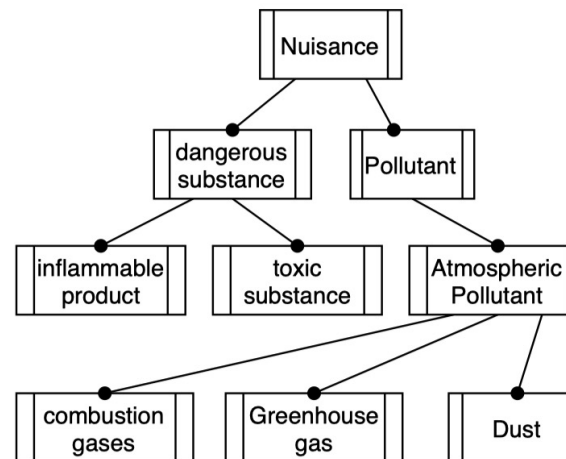 Nuisance
dangerous
substance
Pollutant
inflammable
product
toxic
substance
Atmospheric
Pollutant
combustion
gases
Greenhouse
gas
Dust